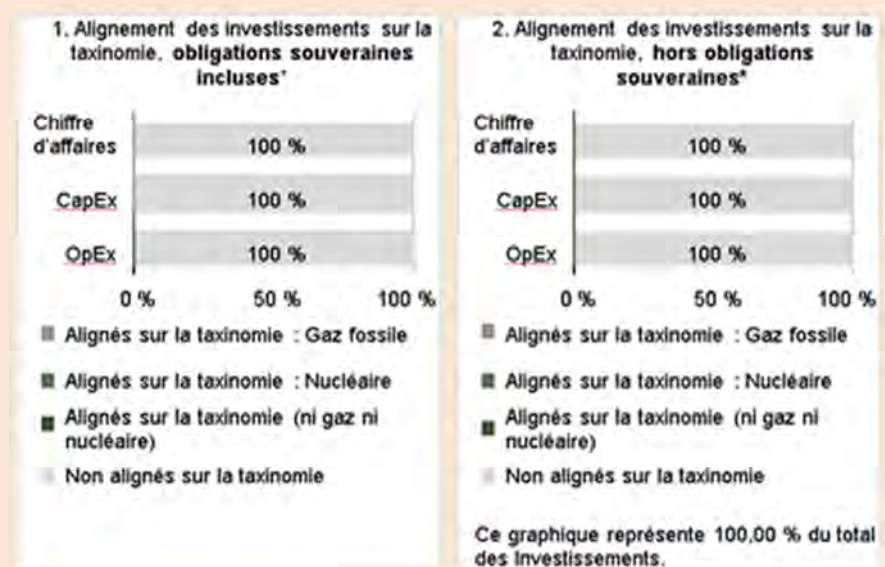 1. Alignement des investissements sur la
taxinomie, obligations souveraines
incluses*
Chiffre
d'affaires
100 %
CapEx
100 %
OpEx
100 %
0 %
50 %
100 %
Alignés sur la taxinomie : Gaz fossile
Alignés sur la taxinomie : Nucléaire
Alignés sur la taxinomie (ni gaz ni
nucléaire)
Non alignés sur la taxinomie
2. Alignement des investissements sur la
taxinomie, hors obligations
souveraines*
Chiffre
d'affaires
100 %
CapEx
100 %
OpEx
100 %
0 %
50 %
100 %
Alignés sur la taxinomie : Gaz fossile
Alignés sur la taxinomie : Nucléaire
Alignés sur la taxinomie (ni gaz ni
nucléaire)
Non alignés sur la taxinomie
Ce graphique représente 100,00 % du total
des Investissements.